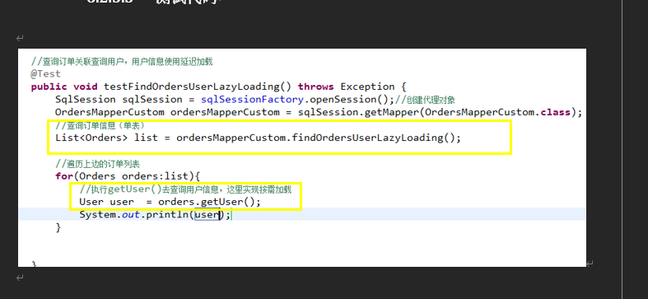 //查询订单关联查询用户，用户信息使用延迟加载
@Test
public void testFindOrdersUserLazyLoading() throws Exception {
SqlSession sqlSession = sqlSessionFactory.openSession();//创建代理对象
OrdersMapperCustom ordersMapperCustom = sqlSession.getMapper(OrdersMapperCustom.class);
//查询订单信息（单表）
List<Orders> list = ordersMapperCustom.findOrdersUserLazyLoading();
//遍历上边的订单列表
for(Orders orders:list){
//执行getUser()去查询用户信息，这里实现按需加载
User user = orders.getUser();
System.out.println(user);
}
}